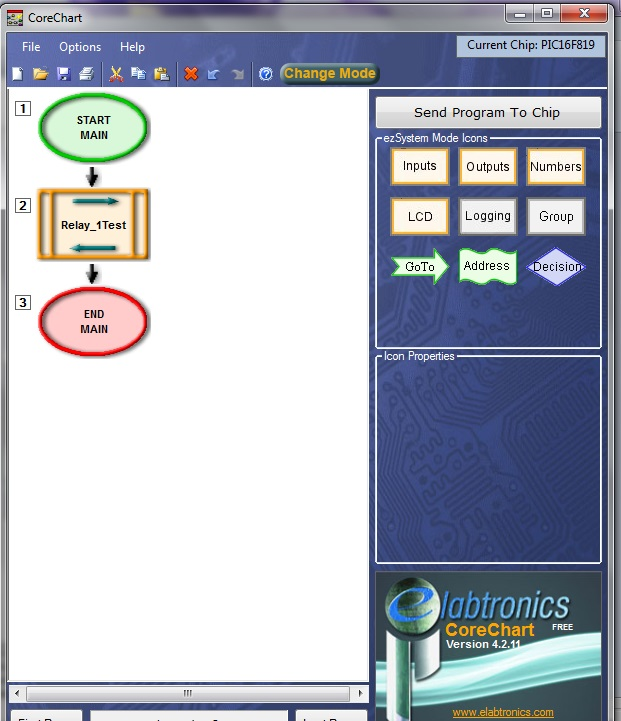 CoreChart
File Options Help
Current Chip: PIC16F819
Change Mode
1
START
MAIN
2
Relay_1Test
3
END
MAIN
Send Program To Chip
ezSystem Mode Icons
Inputs Outputs Numbers
LCD Logging Group
GoTo Address Decision
Icon Properties
elabtronics
CoreChart FREE
Version 4.2.11
www.elabtronics.com